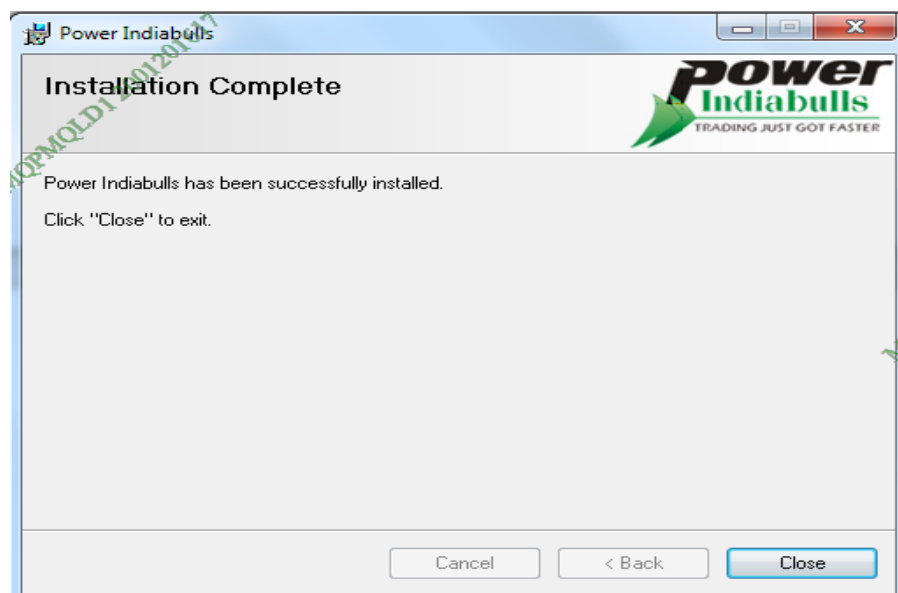 Power Indiabulls
Installation Complete
power
Indiabulls
TRADING JUST GOT FASTER
Power Indiabulls has been successfully installed.
Click "Close" to exit.
Cancel
< Back
Close